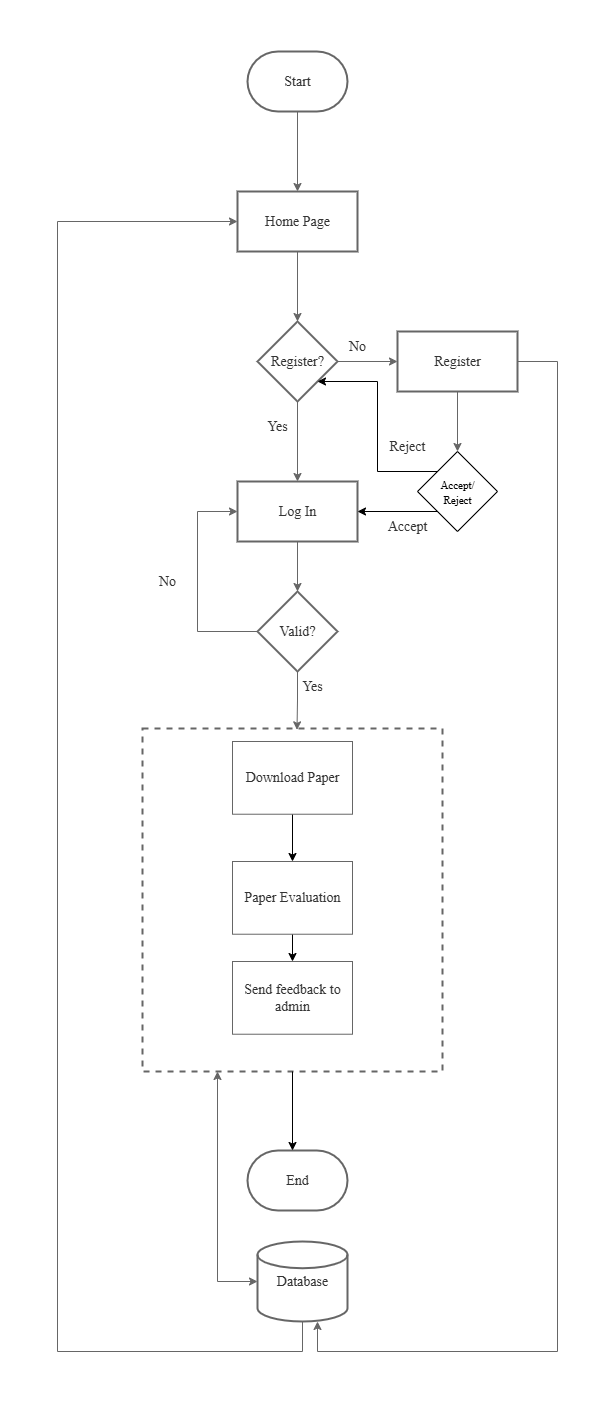 Start
Home Page
Register?
No
Register
Yes
Reject
Accept/
Reject
Log In
Accept
No
Valid?
Yes
Download Paper
Paper Evaluation
Send feedback to
admin
End
Database